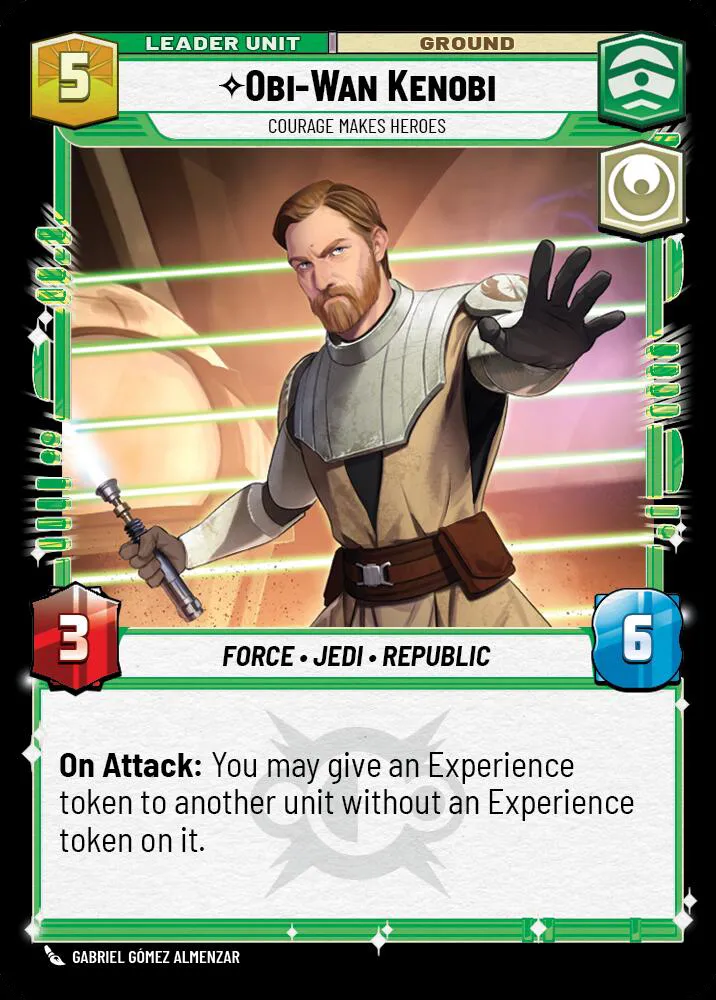 LEADER UNIT
GROUND
5
✧OBI-WAN KENOBI
COURAGE MAKES HEROES
3
FORCE • JEDI • REPUBLIC
6
On Attack: You may give an Experience
token to another unit without an Experience
token on it.
GABRIEL GÓMEZ ALMENZAR